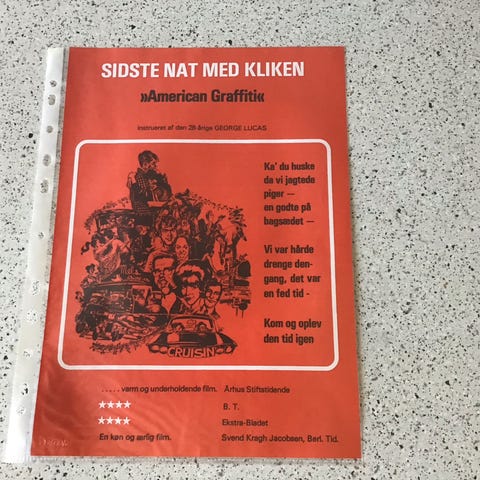 SIDSTE NAT MED KLIKEN
»American Graffiti«
instrueret af den 28-årige GEORGE LUCAS
Ka' du huske
da vi jagtede
piger —
en godte på
bagsædet —
Vi var hårde
drenge den-
gang, det var
en fed tid -
Kom og oplev
den tid igen
Mel's
CRUISIN'
.....varm og underholdende film. Århus Stiftstidende
★★★★ B. T.
★★★★ Ekstra-Bladet
En køn og ærlig film. Svend Kragh Jacobsen, Berl. Tid.